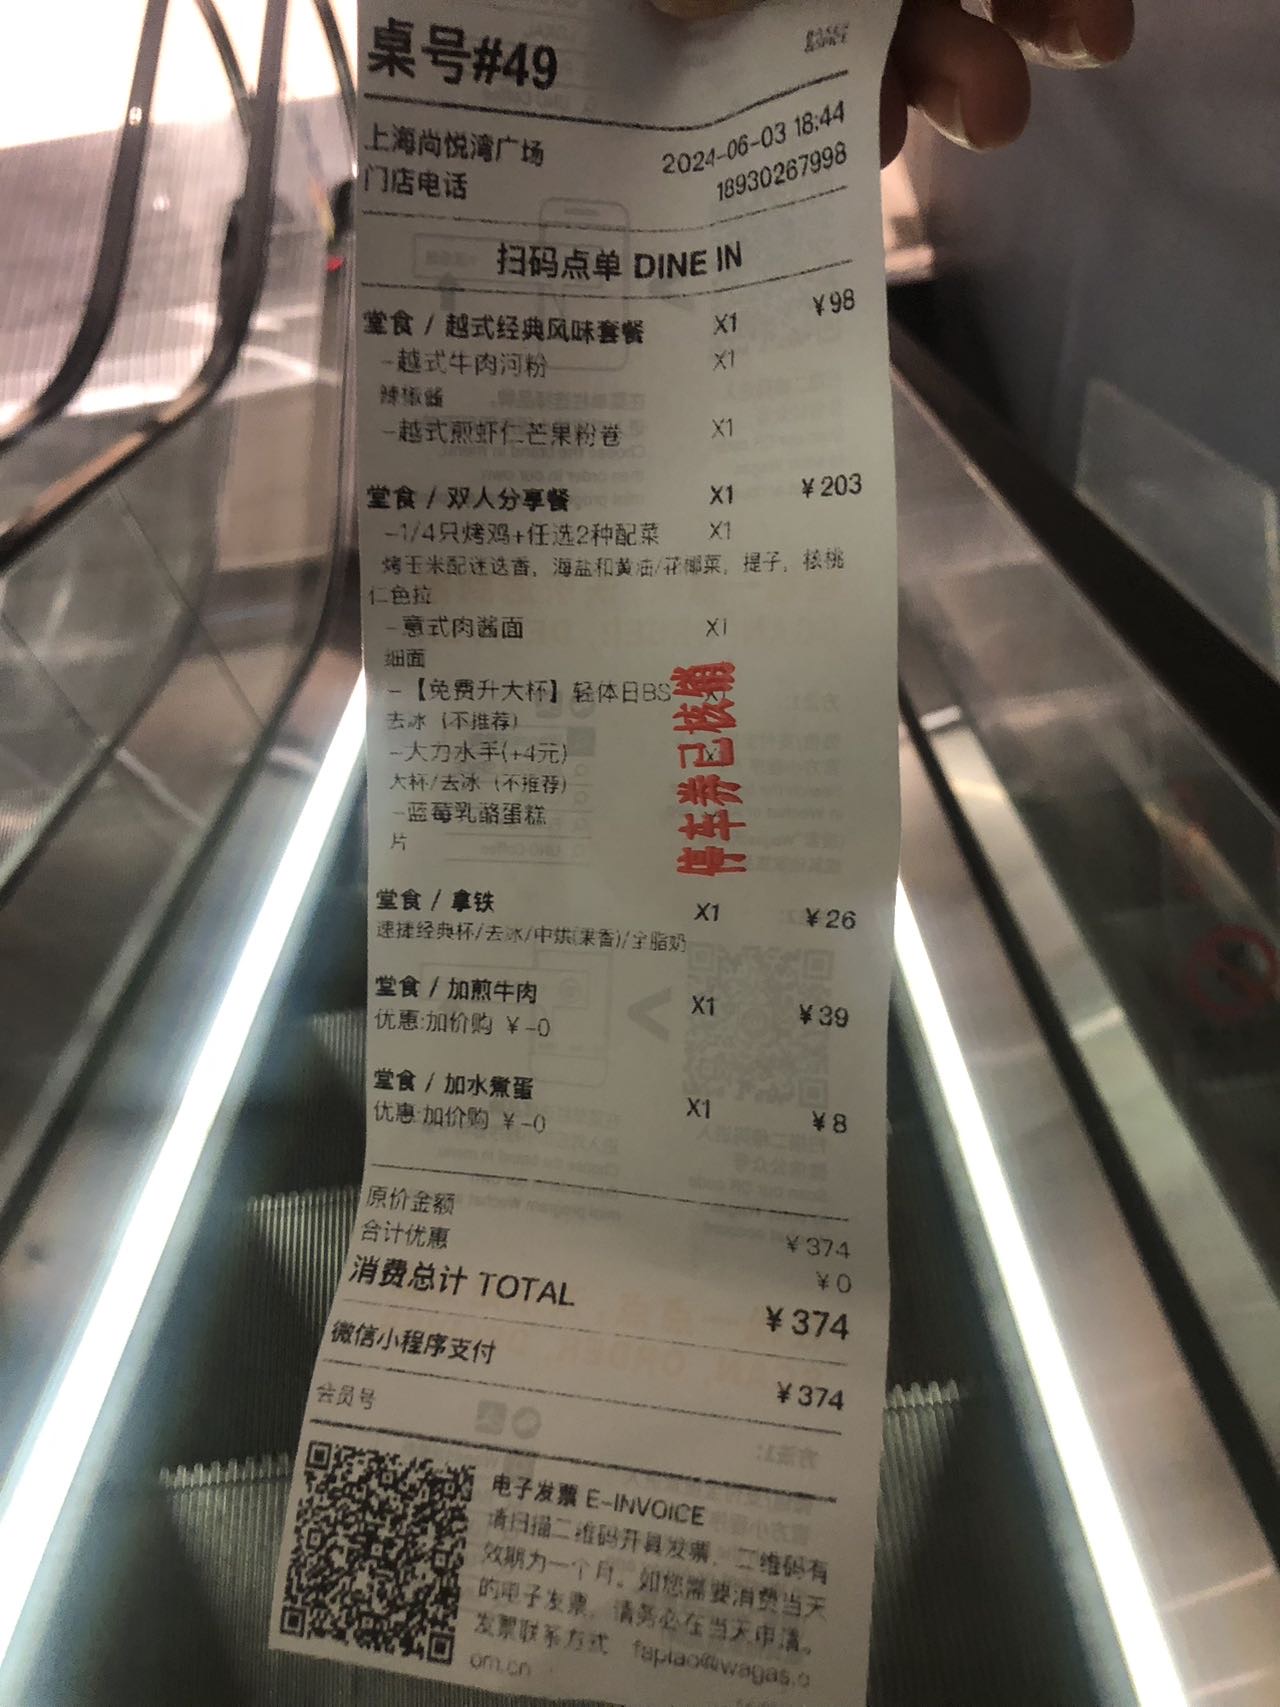 桌号#49
上海尚悦湾广场 2024-06-03 18:44
门店电话 18930267998
扫码点单 DINE IN
堂食 / 越式经典风味套餐 X1 ¥98
-越式牛肉河粉 X1
辣椒酱
-越式煎虾仁芒果粉卷 X1
堂食 / 双人分享餐 X1 ¥203
-1/4只烤鸡+任选2种配菜 X1
烤玉米配迷迭香，海盐和黄油/花椰菜，提子，核桃
仁色拉
-意式肉酱面 X1
细面
-【免费升大杯】轻体日BS X1
去冰（不推荐）
-大力水手(+4元)
大杯/去冰（不推荐）
-蓝莓乳酪蛋糕
片
停车券已核销
堂食 / 拿铁 X1 ¥26
速捷经典杯/去冰/中烘(果香)/全脂奶
堂食 / 加煎牛肉 X1 ¥39
优惠:加价购 ¥-0
堂食 / 加水煮蛋 X1 ¥8
优惠:加价购 ¥-0
原价金额 ¥374
合计优惠 ¥0
消费总计 TOTAL ¥374
微信小程序支付 ¥374
会员号
电子发票 E-INVOICE
请扫描二维码开具发票，二维码有
效期为一个月。如您需要消费当天
的电子发票，请务必在当天申请。
发票联系方式 fapiao@wagas.c
om.cn